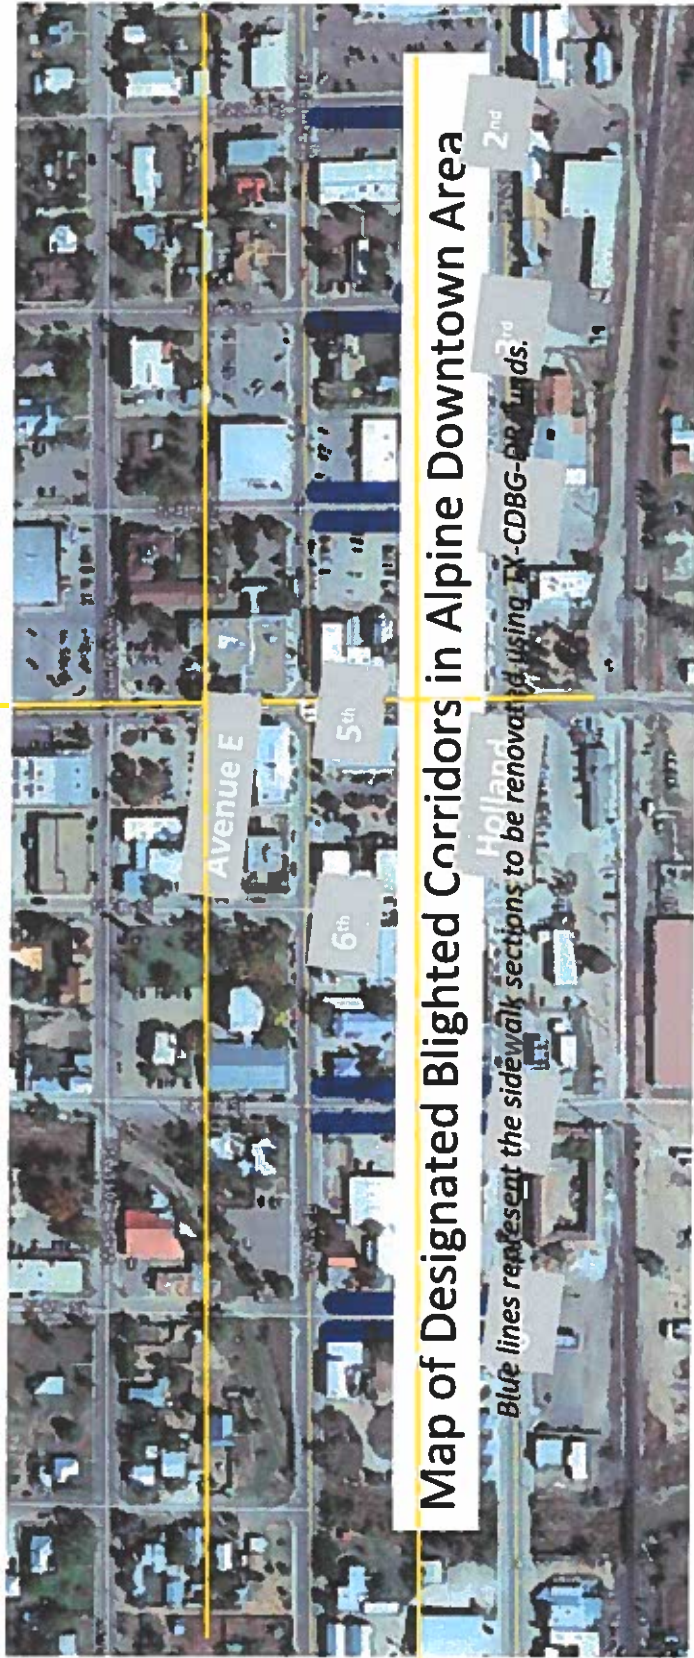 Map of Designated Blighted Corridors in Alpine Downtown Area
Blue lines represent the sidewalk sections to be renovated using TX-CDBG-DR funds.
Avenue E
Holland
6th
5th
2nd